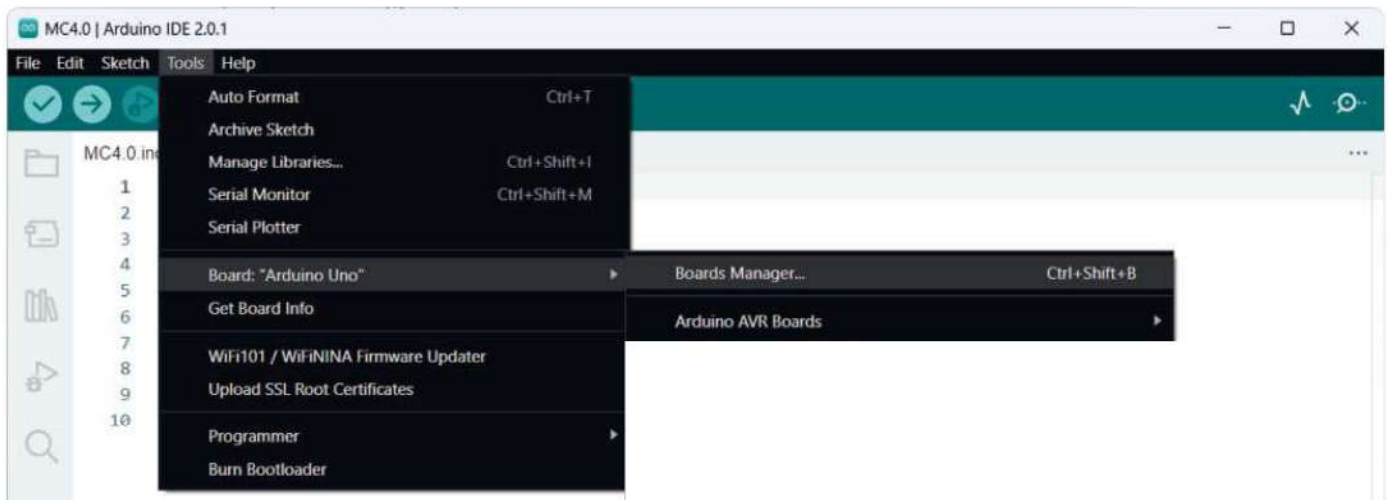 MC4.0 | Arduino IDE 2.0.1
File Edit Sketch Tools Help
MC4.0.in
Auto Format Ctrl+T
Archive Sketch
Manage Libraries... Ctrl+Shift+I
Serial Monitor Ctrl+Shift+M
Serial Plotter
Board: "Arduino Uno"
Get Board Info
WiFi101 / WiFiNINA Firmware Updater
Upload SSL Root Certificates
Programmer
Burn Bootloader
Boards Manager... Ctrl+Shift+B
Arduino AVR Boards
1
2
3
4
5
6
7
8
9
10